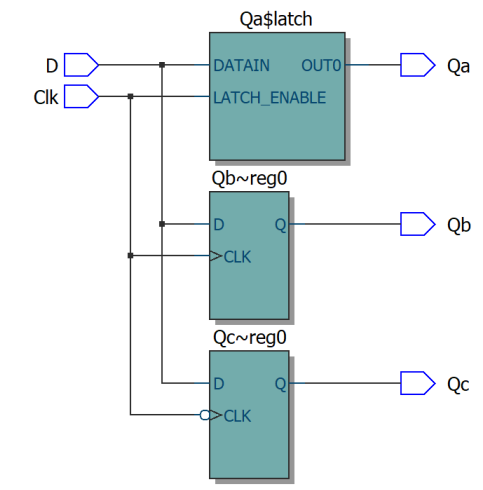 Qa$latch
D
DATAIN OUT0
Qa
Clk
LATCH_ENABLE
Qb~reg0
D Q
Qb
CLK
Qc~reg0
D Q
Qc
CLK